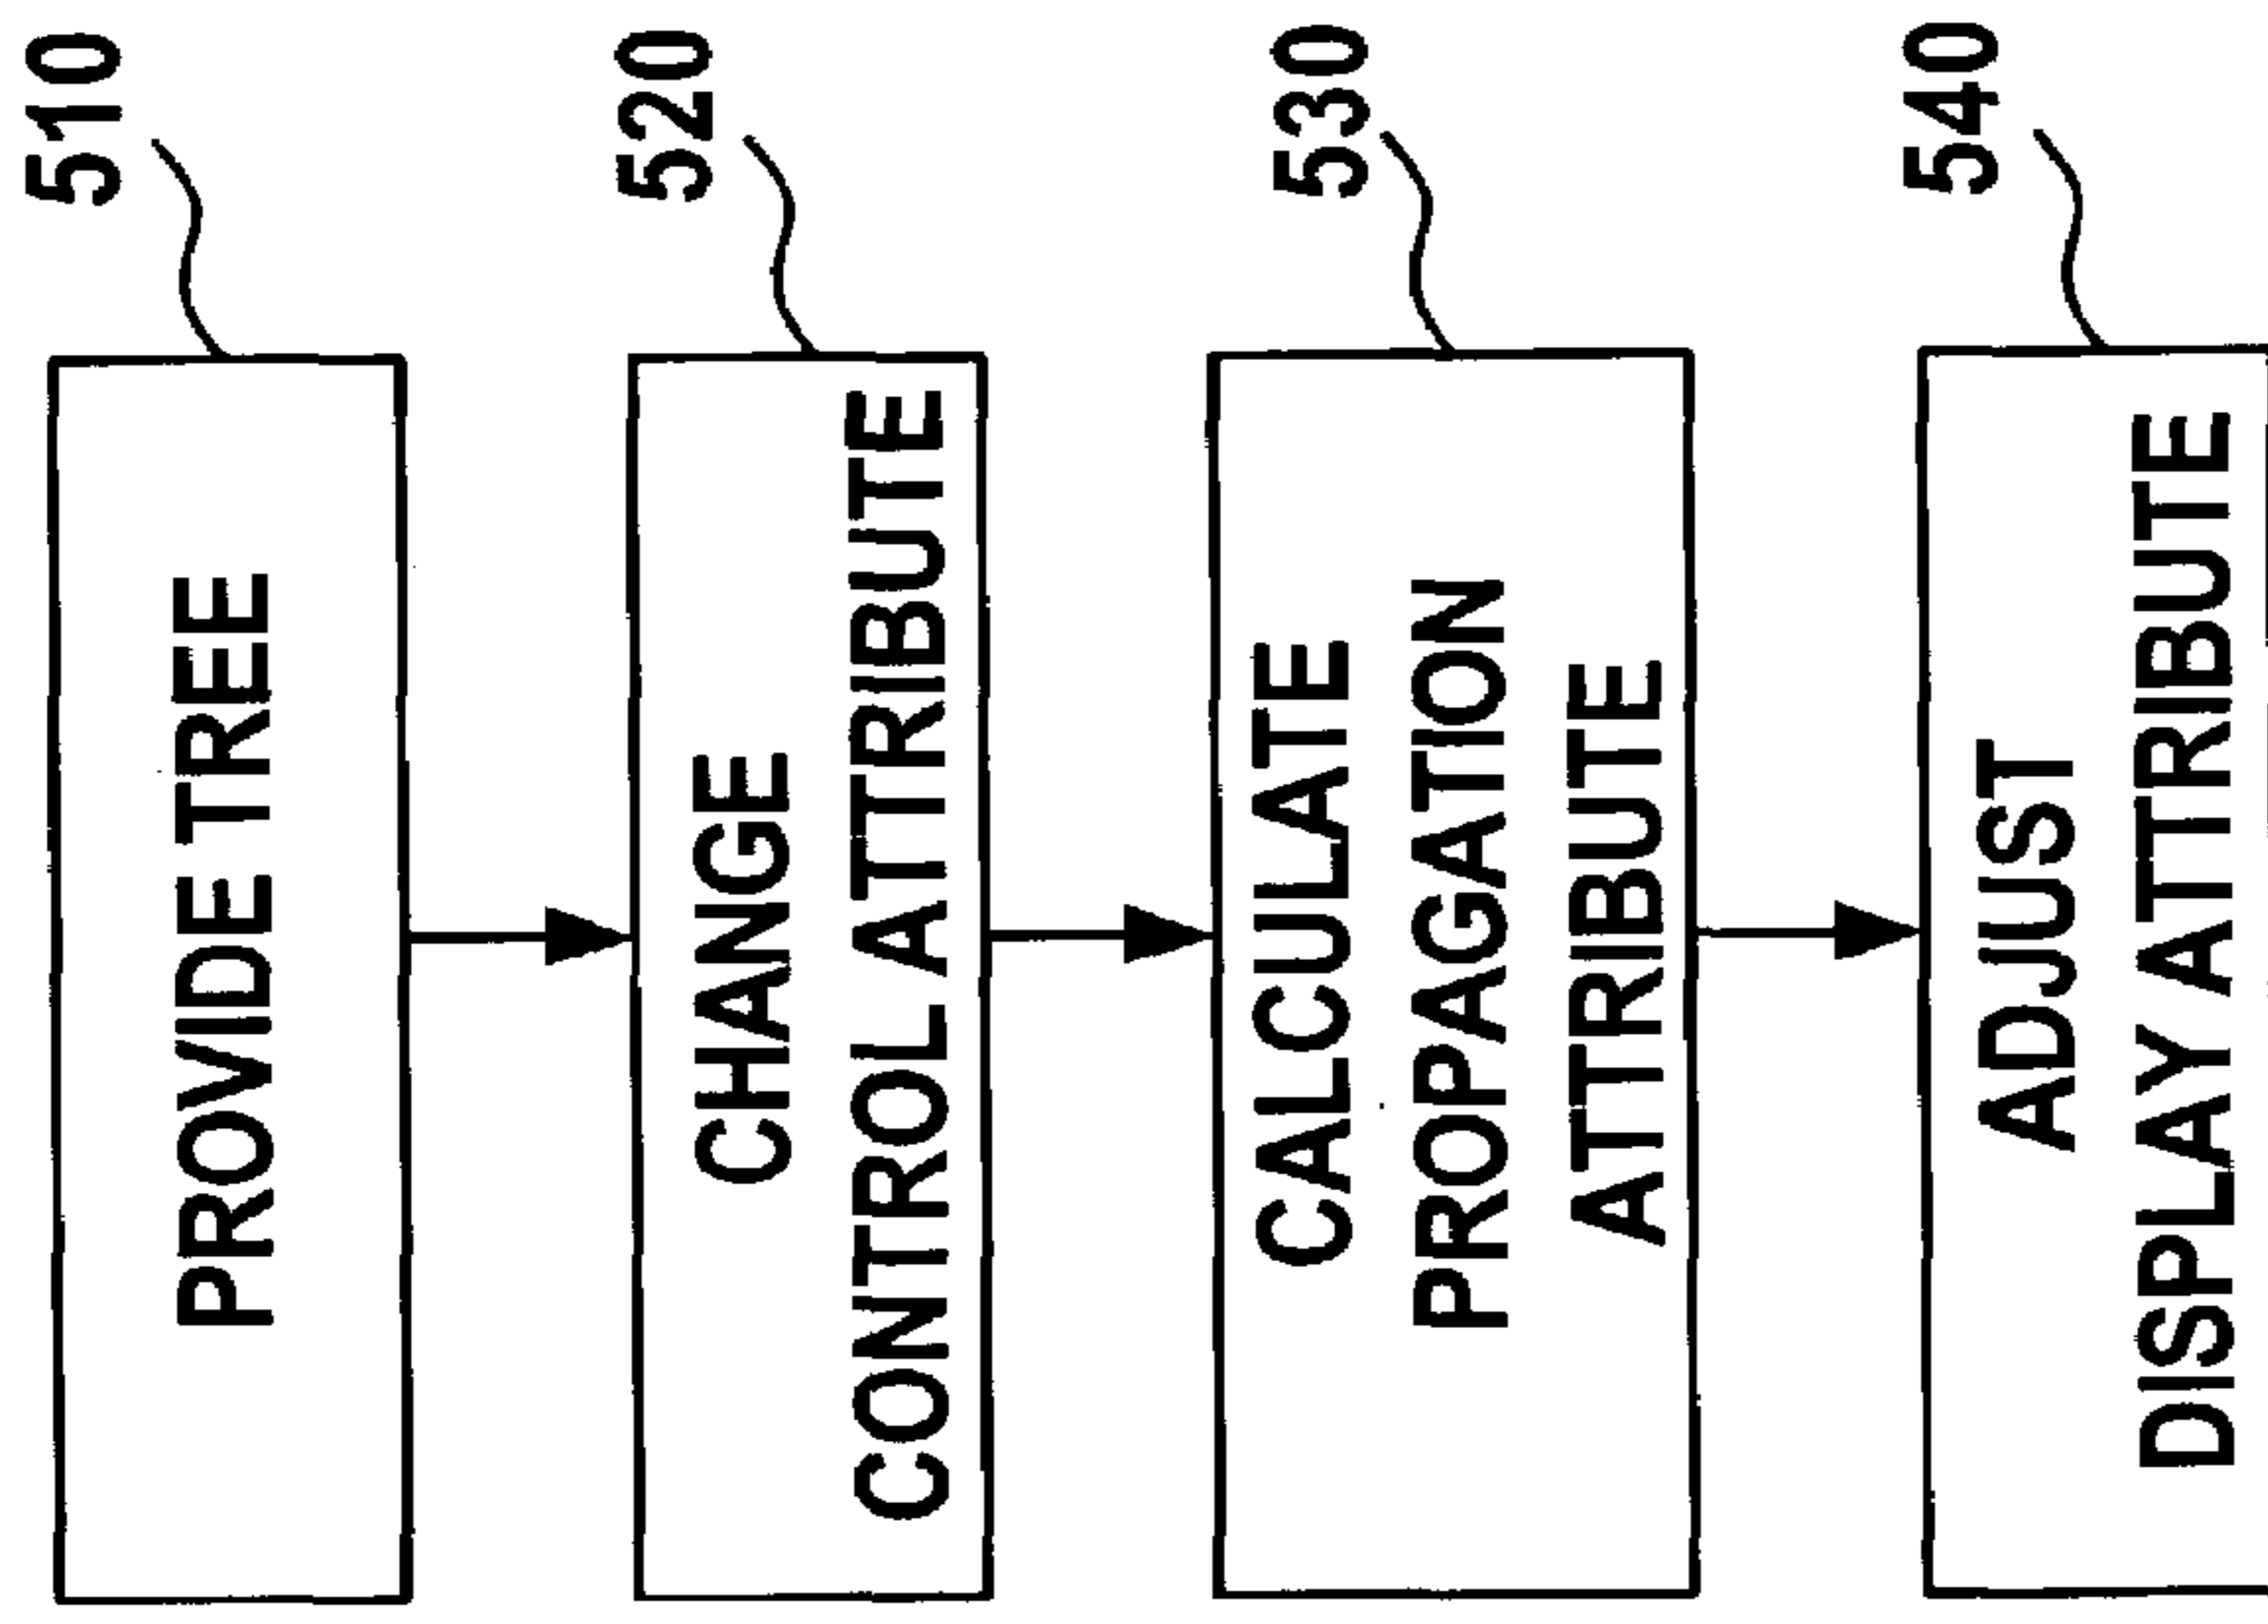 510
PROVIDE TREE
520
CHANGE
CONTROL ATTRIBUTE
530
CALCULATE
PROPAGATION
ATTRIBUTE
540
ADJUST
DISPLAY ATTRIBUTE